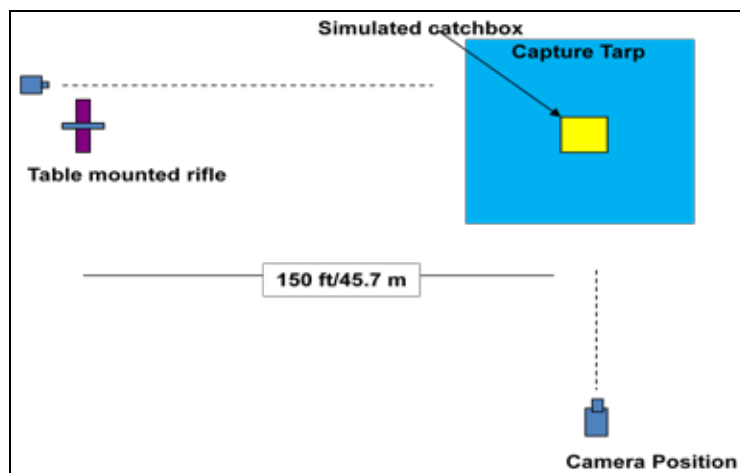 Simulated catchbox
Capture Tarp
Table mounted rifle
150 ft/45.7 m
Camera Position